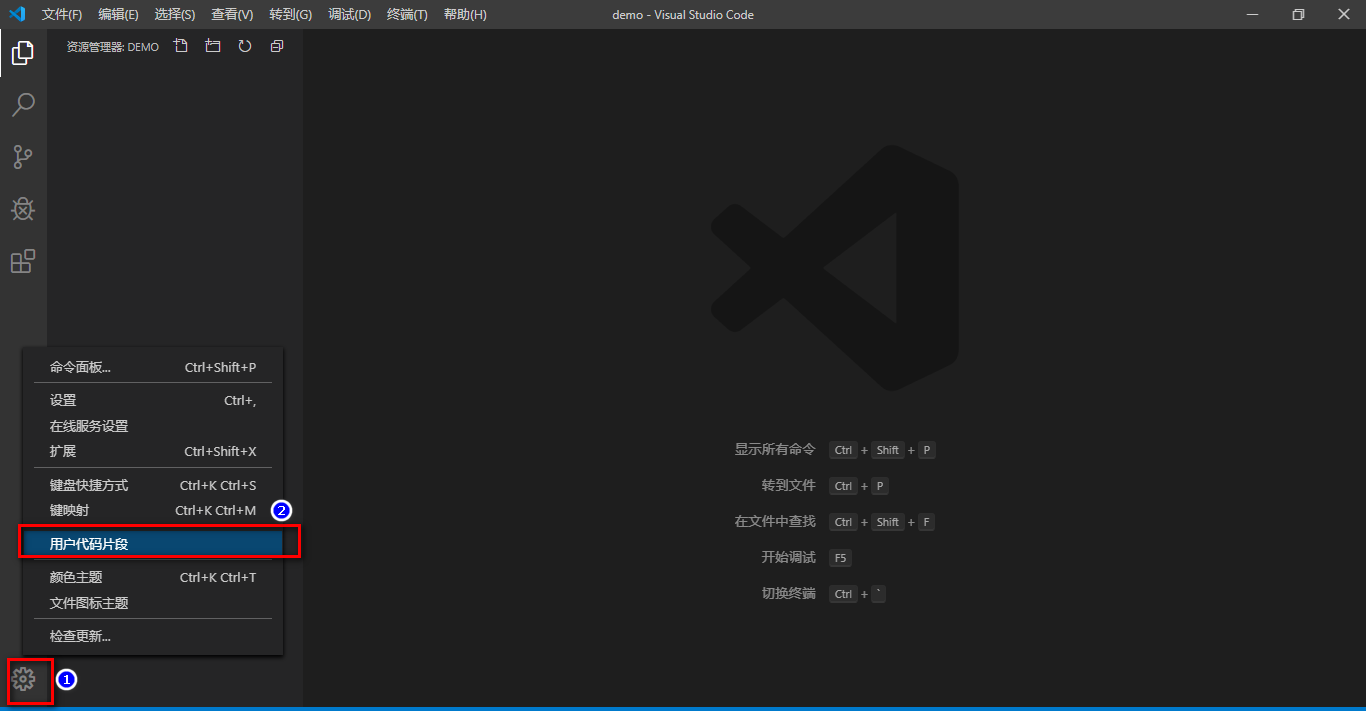 文件(F) 编辑(E) 选择(S) 查看(V) 转到(G) 调试(D) 终端(T) 帮助(H) demo - Visual Studio Code
资源管理器: DEMO
命令面板... Ctrl+Shift+P
设置 Ctrl+,
在线服务设置
扩展 Ctrl+Shift+X
键盘快捷方式 Ctrl+K Ctrl+S
键映射 Ctrl+K Ctrl+M
2
用户代码片段
颜色主题 Ctrl+K Ctrl+T
文件图标主题
检查更新...
1
显示所有命令 Ctrl + Shift + P
转到文件 Ctrl + P
在文件中查找 Ctrl + Shift + F
开始调试 F5
切换终端 Ctrl + `